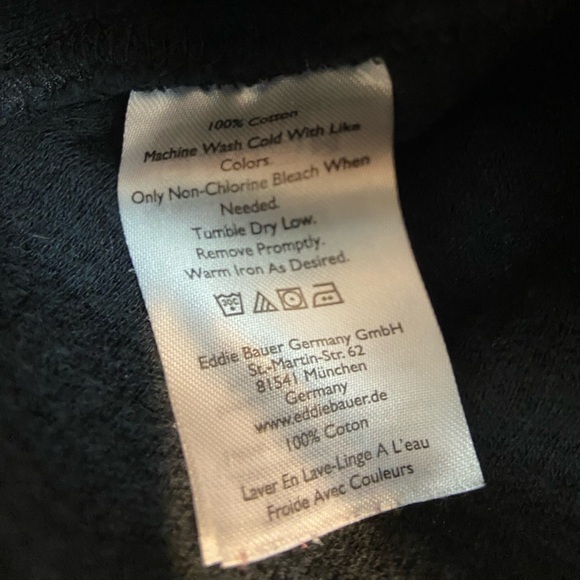 100% Cotton
Machine Wash Cold With Like
Colors.
Only Non-Chlorine Bleach When
Needed.
Tumble Dry Low.
Remove Promptly.
Warm Iron As Desired.
30C
Eddie Bauer Germany GmbH
St.-Martin-Str. 62
81541 München
Germany
www.eddiebauer.de
100% Coton
Laver En Lave-Linge A L'eau
Froide Avec Couleurs